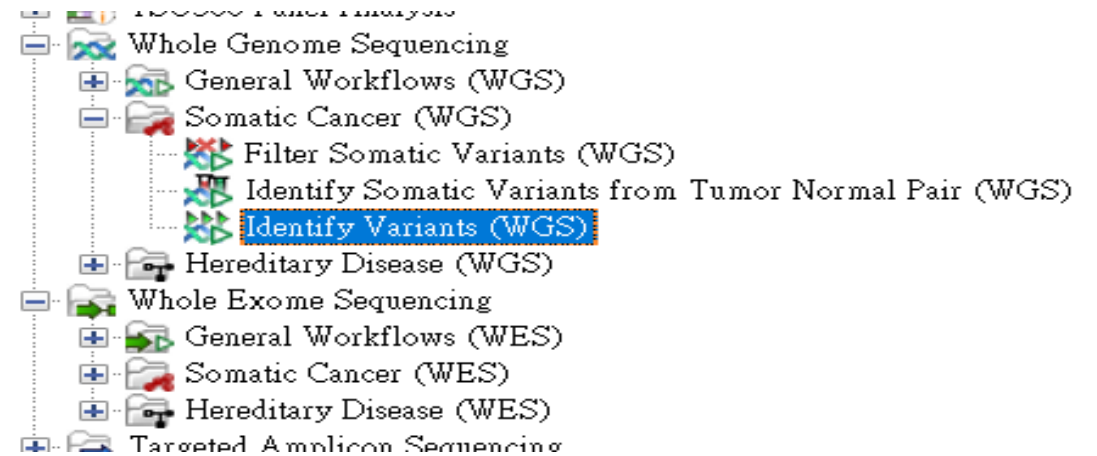 Panel Analysis
Whole Genome Sequencing
General Workflows (WGS)
Somatic Cancer (WGS)
Filter Somatic Variants (WGS)
Identify Somatic Variants from Tumor Normal Pair (WGS)
Identify Variants (WGS)
Hereditary Disease (WGS)
Whole Exome Sequencing
General Workflows (WES)
Somatic Cancer (WES)
Hereditary Disease (WES)
Targeted Amplicon Sequencing